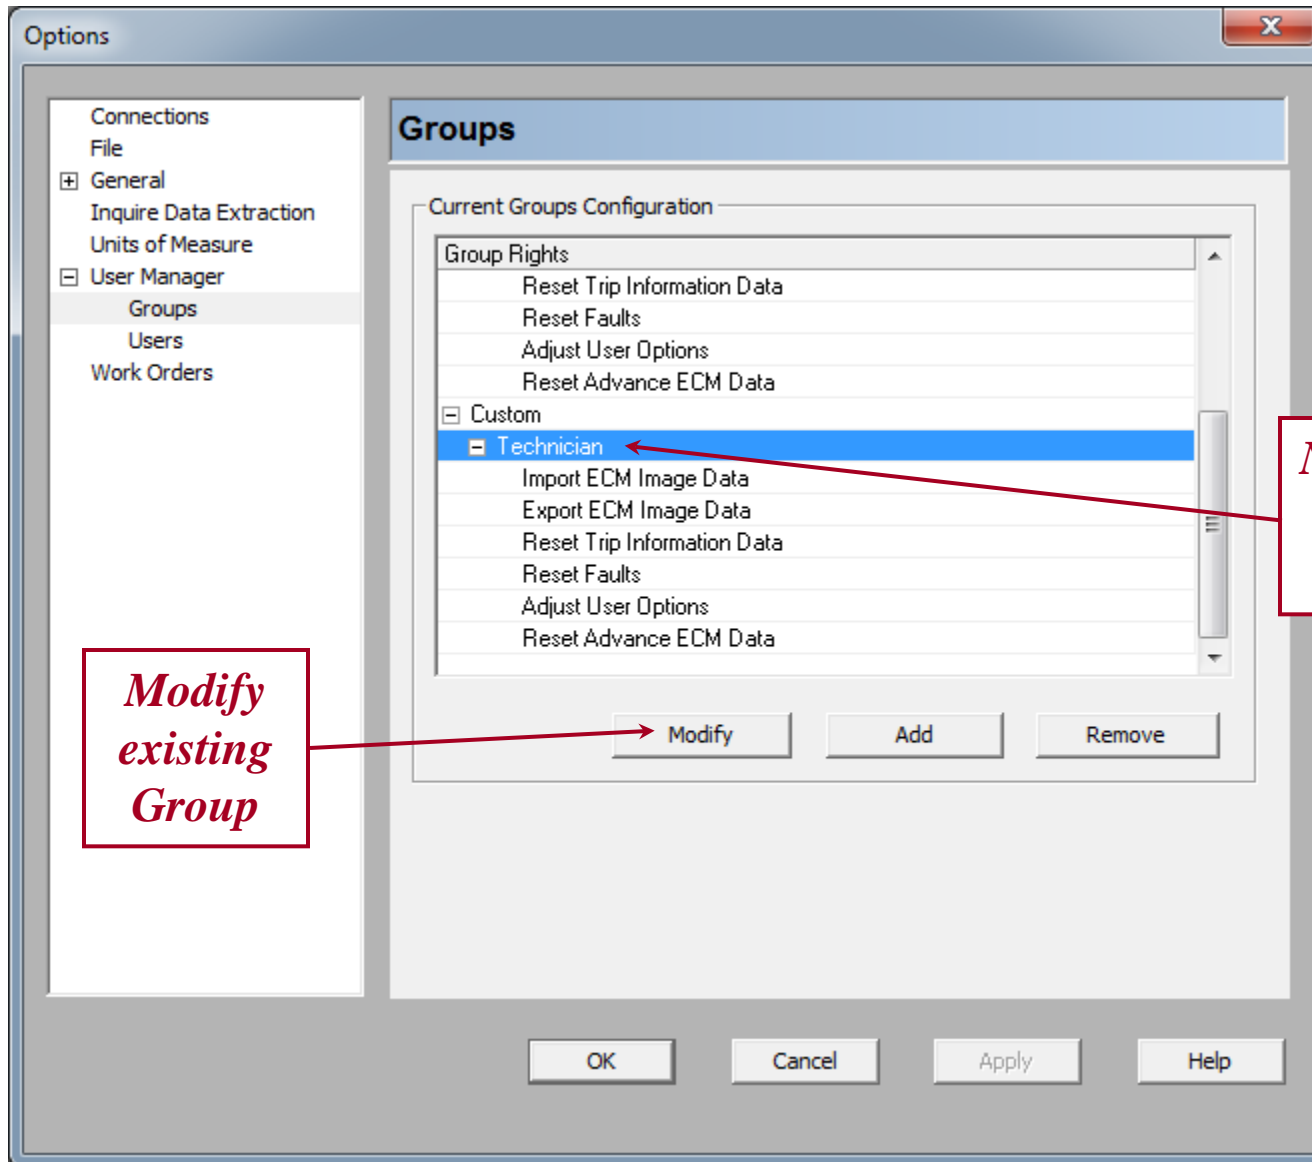 Options
Connections
File
General
Inquire Data Extraction
Units of Measure
User Manager
Groups
Users
Work Orders
Groups
Current Groups Configuration
Group Rights
Reset Trip Information Data
Reset Faults
Adjust User Options
Reset Advance ECM Data
Custom
Technician
Import ECM Image Data
Export ECM Image Data
Reset Trip Information Data
Reset Faults
Adjust User Options
Reset Advance ECM Data
Modify
existing
Group
Modify
Add
Remove
OK
Cancel
Apply
Help